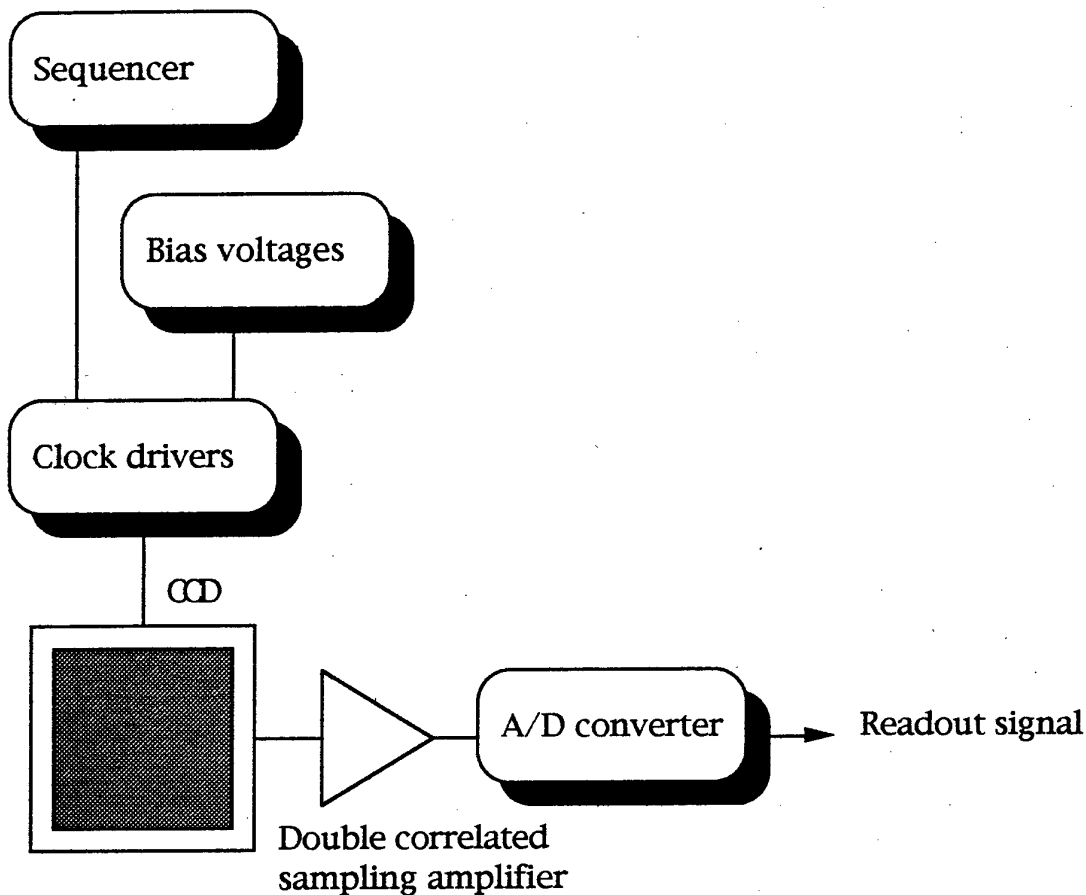 Sequencer
Bias voltages
Clock drivers
CCD
A/D converter
Readout signal
Double correlated
sampling amplifier